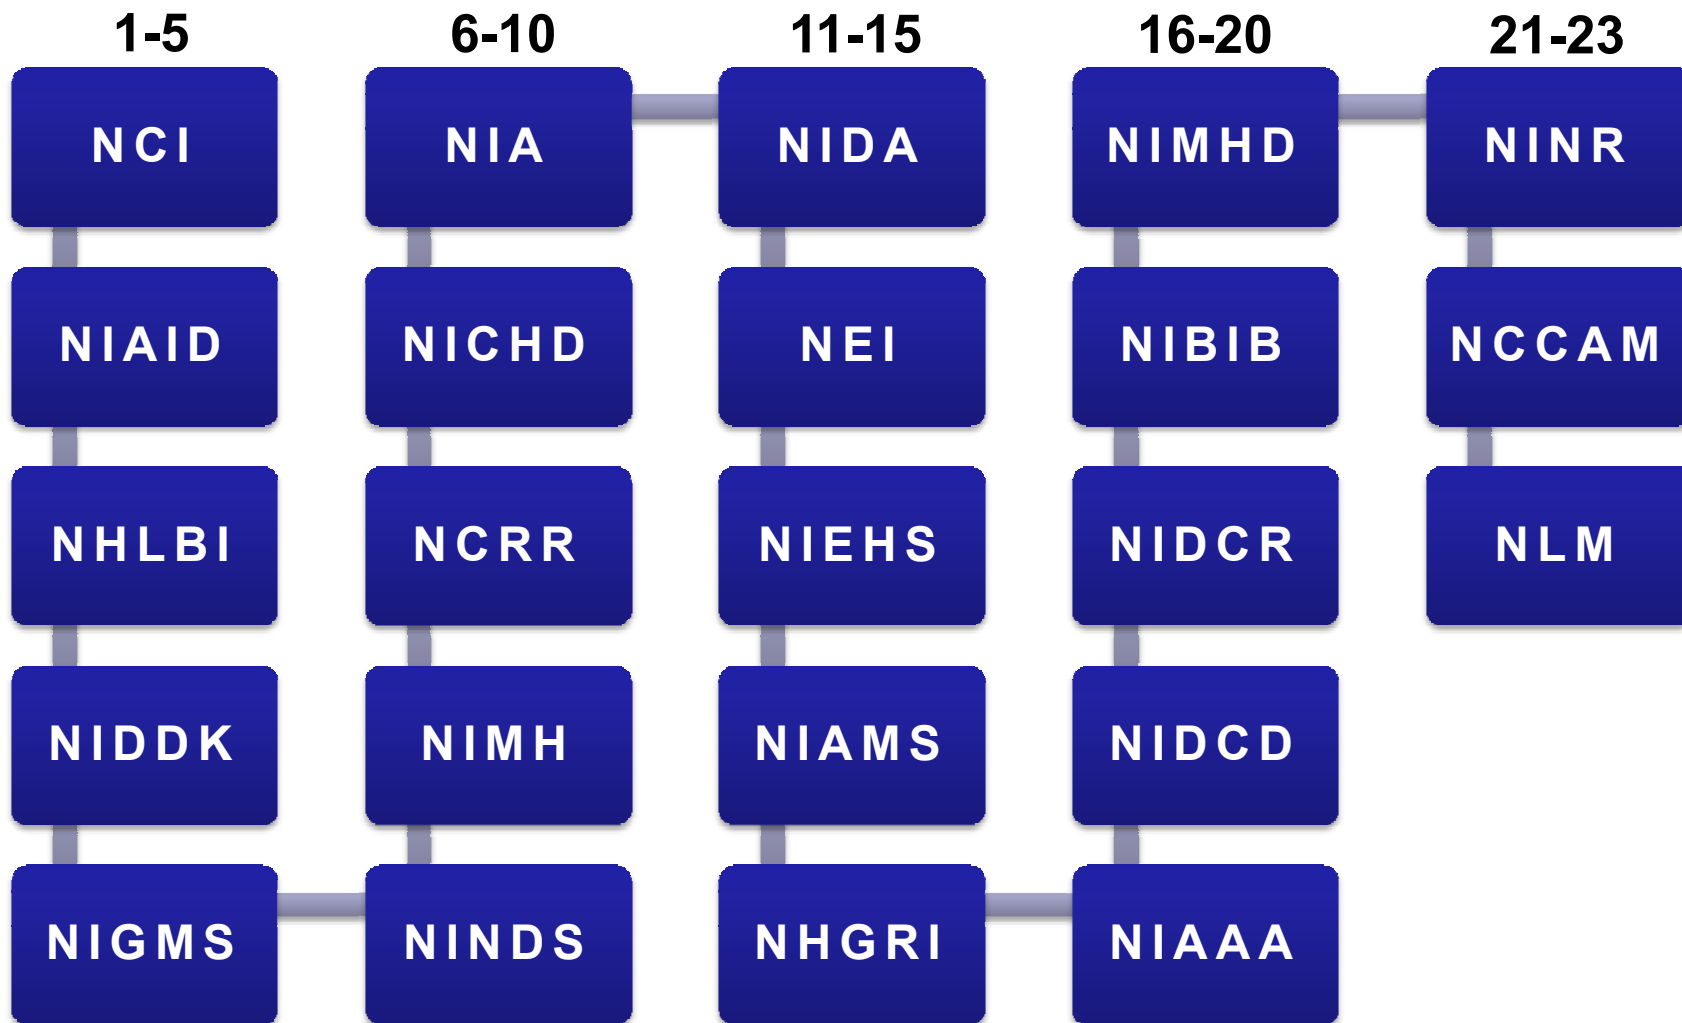 1-5 6-10 11-15 16-20 21-23
NCI NIA NIDA NIMHD NINR
NIAID NICHD NEI NIBIB NCCAM
NHLBI NCRR NIEHS NIDCR NLM
NIDDK NIMH NIAMS NIDCD
NIGMS NINDS NHGRI NIAAA